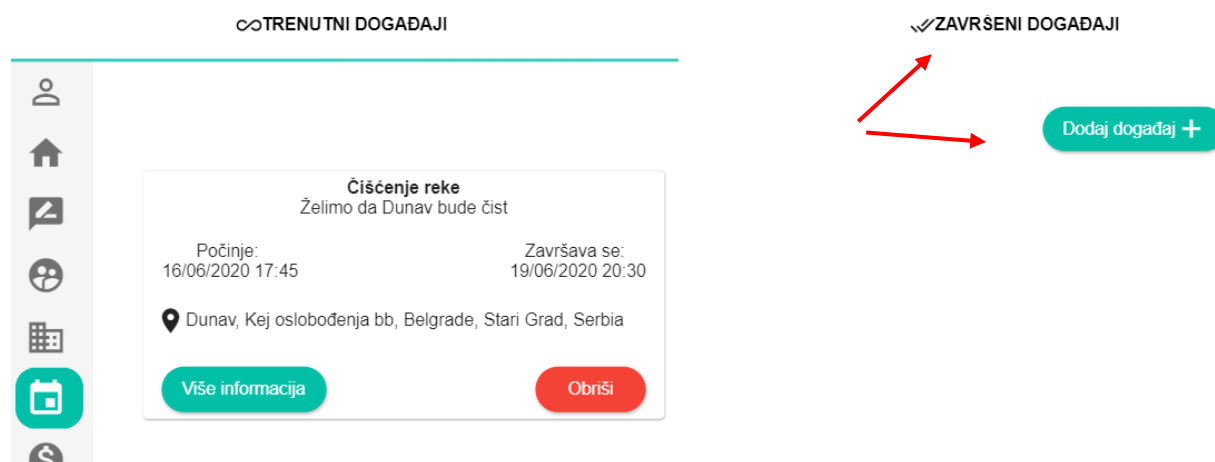 TRENUTNI DOGAĐAJI
ZAVRŠENI DOGAĐAJI
Dodaj događaj +
Čišćenje reke
Želimo da Dunav bude čist
Počinje:
Završava se:
16/06/2020 17:45
19/06/2020 20:30
Dunav, Kej oslobođenja bb, Belgrade, Stari Grad, Serbia
Više informacija
Obriši